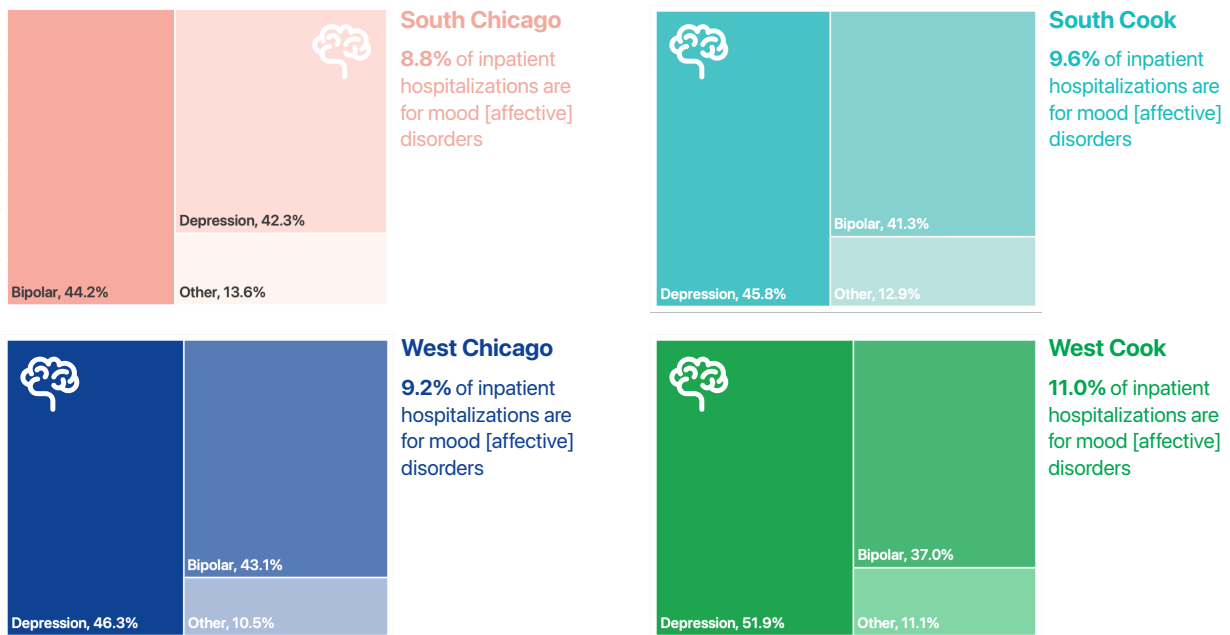 South Chicago
8.8% of inpatient
hospitalizations are
for mood [affective]
disorders
Depression, 42.3%
Bipolar, 44.2%
Other, 13.6%
South Cook
9.6% of inpatient
hospitalizations are
for mood [affective]
disorders
Bipolar, 41.3%
Depression, 45.8%
Other, 12.9%
West Chicago
9.2% of inpatient
hospitalizations are
for mood [affective]
disorders
Bipolar, 43.1%
Depression, 46.3%
Other, 10.5%
West Cook
11.0% of inpatient
hospitalizations are
for mood [affective]
disorders
Bipolar, 37.0%
Depression, 51.9%
Other, 11.1%